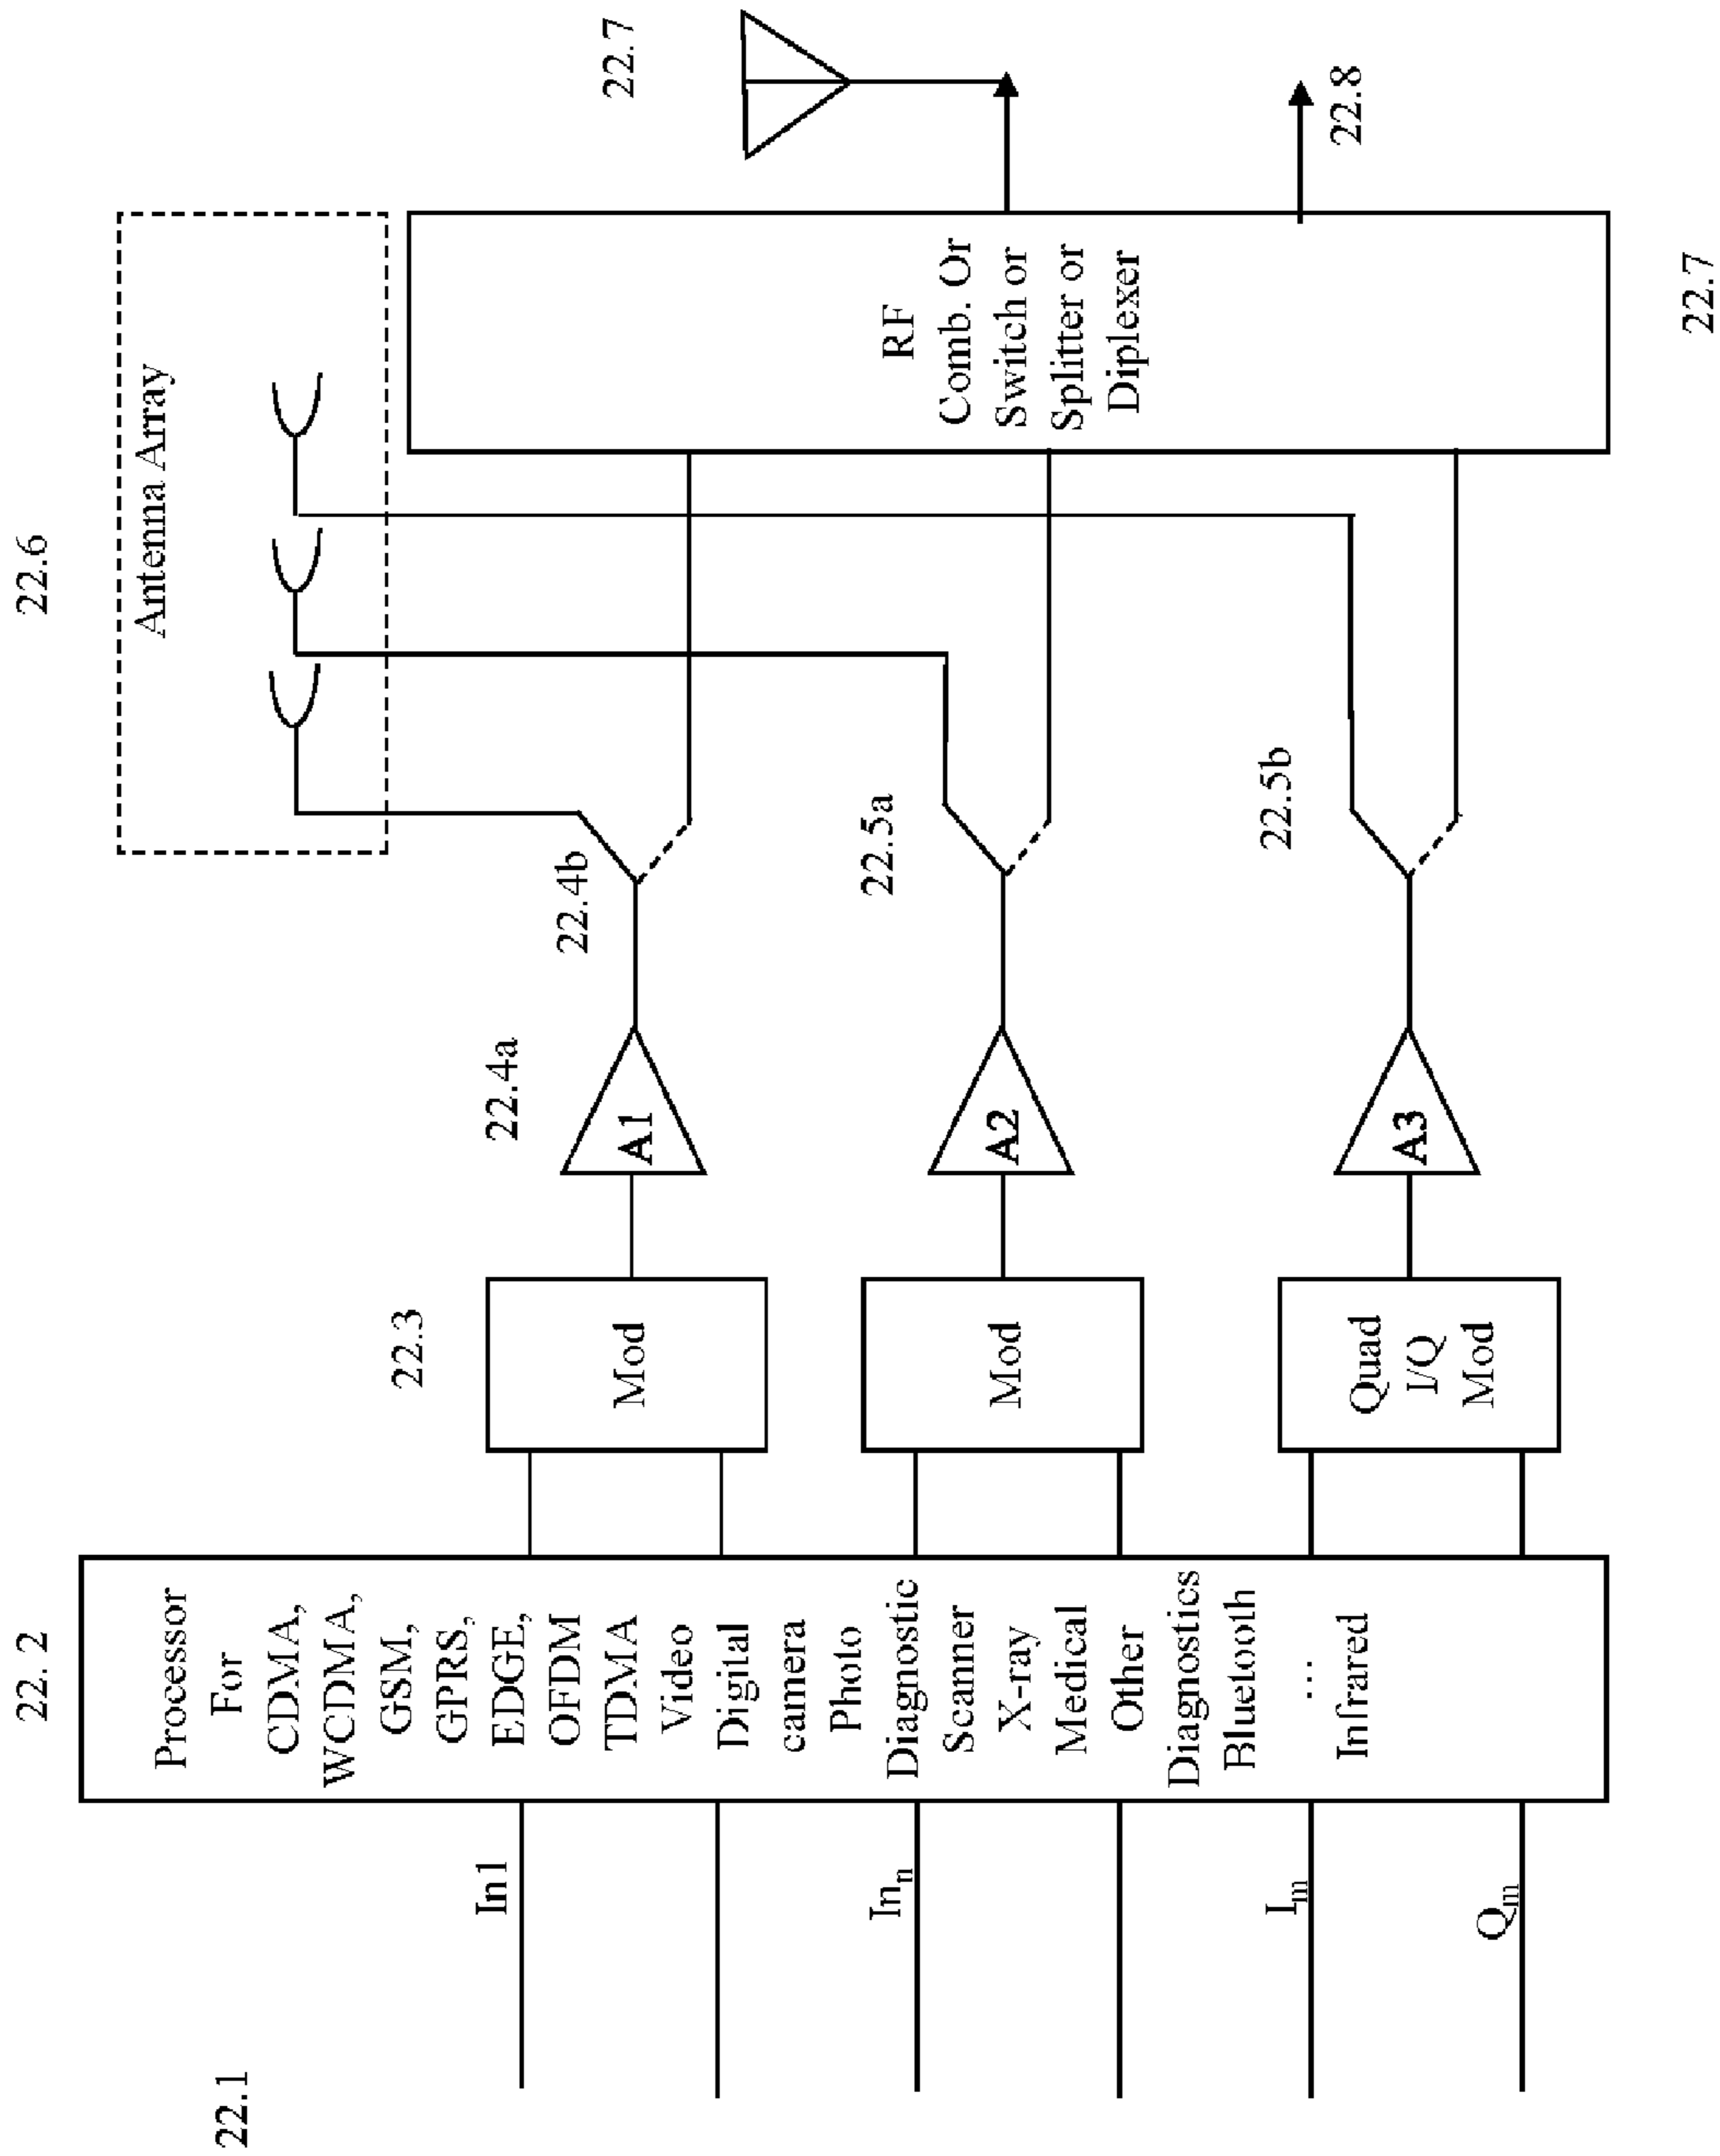 22.1
22. 2
Processor
For
CDMA,
WCDMA,
GSM,
GPRS,
EDGE,
OFDM
TDMA
Video
Digital
camera
Photo
Diagnostic
Scanner
X-ray
Medical
Other
Diagnostics
Bluetooth
...
Infrared
In1
Inn
Im
Qm
22.3
Mod
Mod
Quad
I/Q
Mod
22.4a
A1
A2
A3
22.4b
22.5a
22.5b
22.6
Antenna Array
RF
Comb. Or
Switch or
Splitter or
Diplexer
22.7
22.7
22.8